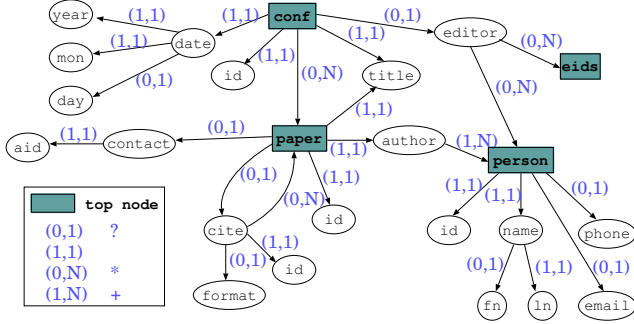 year (1,1) (1,1) conf (0,1)
mon (1,1) date (1,1) (1,1) editor (0,N)
day (0,1) id (0,N) title (0,N) eids
aid (1,1) contact (0,1) paper (1,1) (1,1) author (1,N) person
(0,1) (0,N) (1,1) (1,1) (1,1) (0,1)
top node
(0,1) ?
(1,1)
(0,N) *
(1,N) +
cite id (1,1) id name phone
format id (0,1) (0,1) (1,1) (0,1)
fn ln email